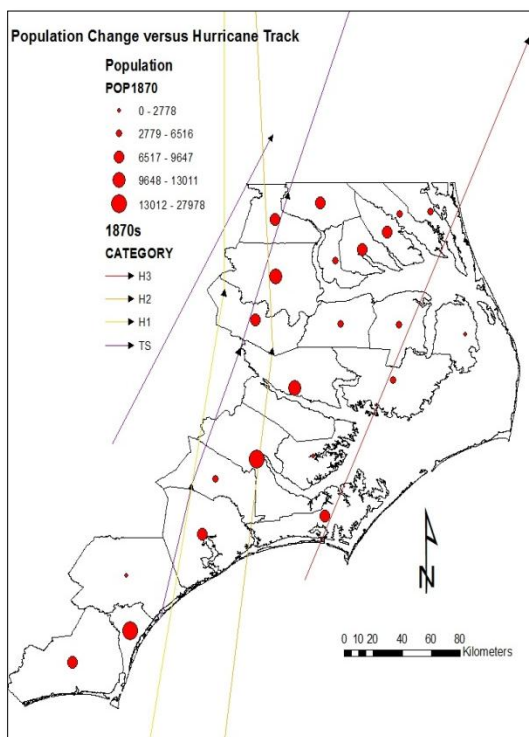 Population Change versus Hurricane Track
Population
POP1870
0 - 2778
2779 - 6516
6517 - 9647
9648 - 13011
13012 - 27978
1870s
CATEGORY
H3
H2
H1
TS
N
0 10 20 40 60 80
Kilometers